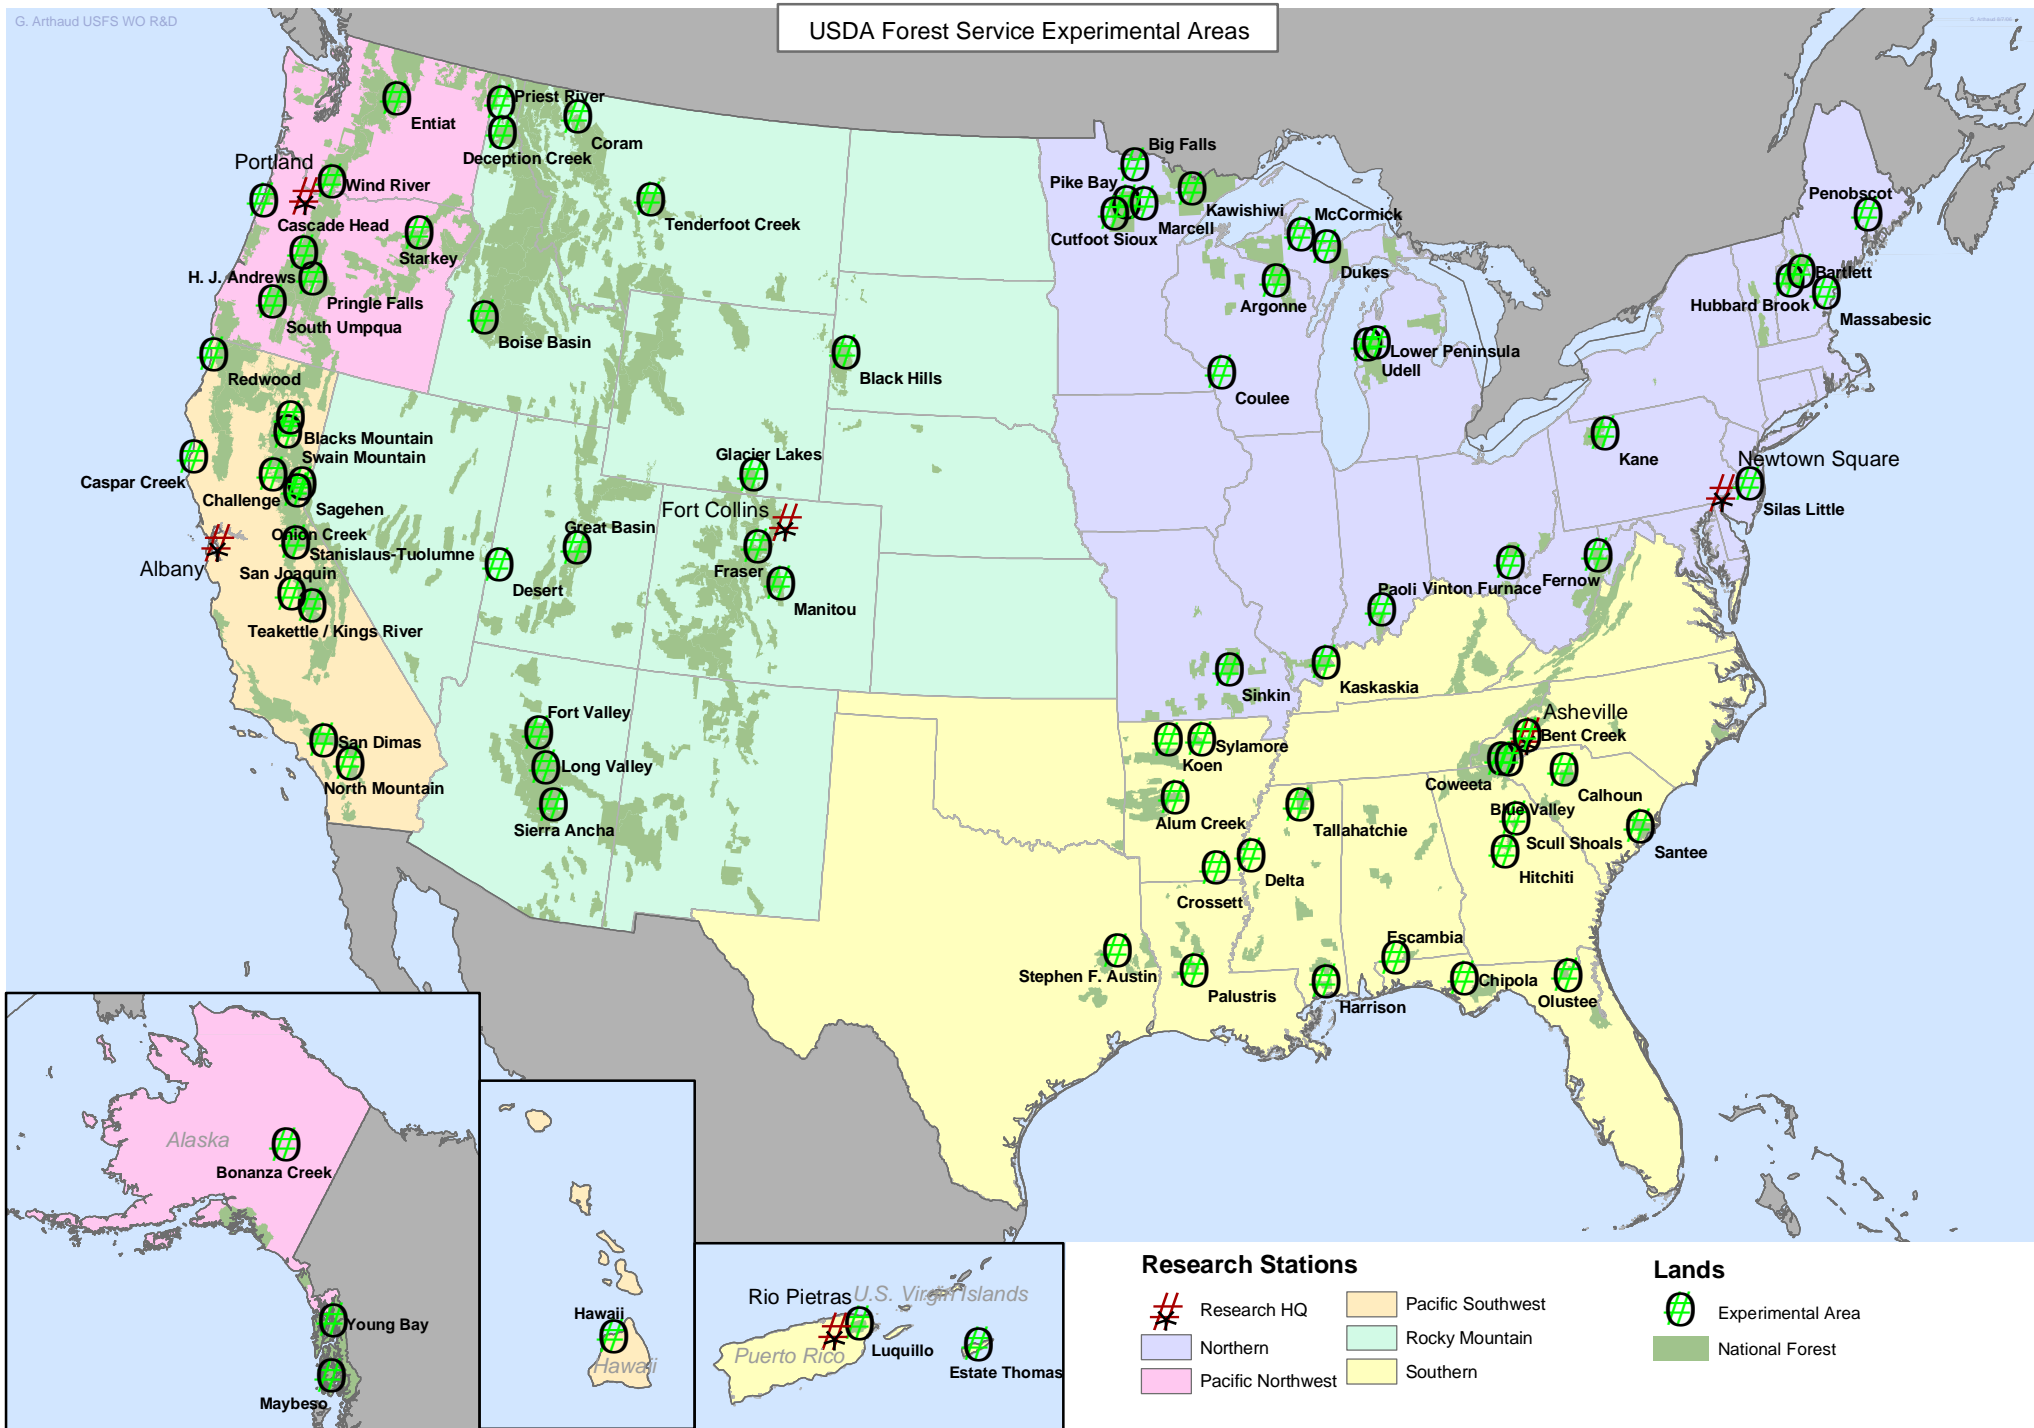 G. Arthaud USFS WO R&D
USDA Forest Service Experimental Areas
Priest River
Entiat
Coram
Deception Creek
Portland
Wind River
Cascade Head
Starkey
Tenderfoot Creek
H. J. Andrews
Pringle Falls
South Umpqua
Boise Basin
Redwood
Black Hills
Blacks Mountain
Swain Mountain
Caspar Creek
Challenge
Sagehen
Onion Creek
Stanislaus-Tuolumne
Albany
San Joaquin
Teakettle / Kings River
Glacier Lakes
Fort Collins
Great Basin
Desert
Fraser
Manitou
Fort Valley
San Dimas
Long Valley
North Mountain
Sierra Ancha
Big Falls
Pike Bay
Kawishiwi
Marcell
Cutfoot Sioux
McCormick
Dukes
Argonne
Lower Peninsula
Udell
Coulee
Penobscot
Bartlett
Hubbard Brook
Massabesic
Kane
Newtown Square
Silas Little
Paoli
Vinton Furnace
Fernow
Sinkin
Kaskaskia
Asheville
Bent Creek
Sylamore
Koen
Coweeta
Calhoun
Alum Creek
Tallahatchie
Blue Valley
Scull Shoals
Santee
Delta
Hitchiti
Crossett
Escambia
Stephen F. Austin
Palustris
Harrison
Chipola
Olustee
Alaska
Bonanza Creek
Young Bay
Maybeso
Hawaii
Hawaii
Rio Pietras
U.S. Virgin Islands
Puerto Rico
Luquillo
Estate Thomas
Research Stations
Research HQ
Northern
Pacific Northwest
Pacific Southwest
Rocky Mountain
Southern
Lands
Experimental Area
National Forest